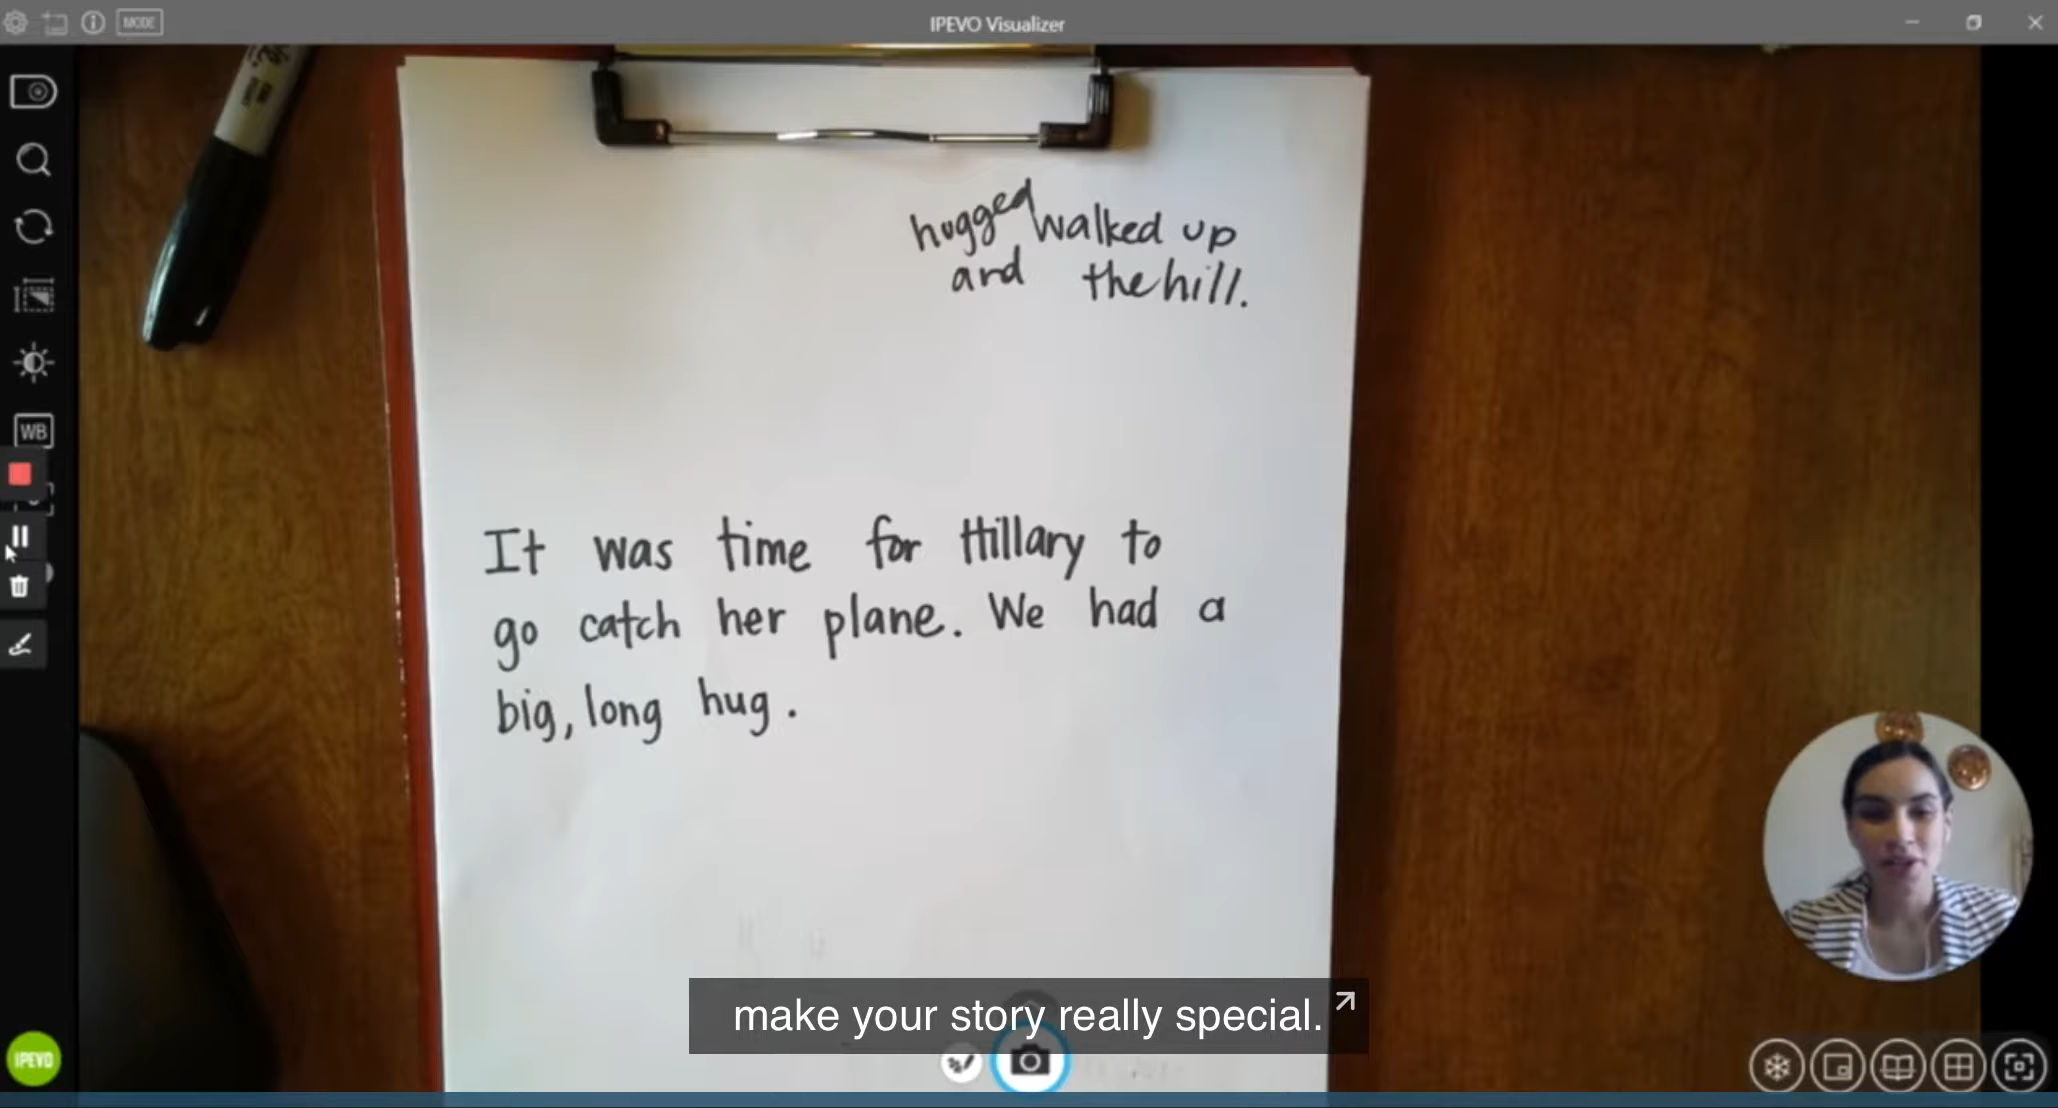 MODE
IPEVO Visualizer
hugged walked up
and the hill.
WB
It was time for Hillary to
go catch her plane. We had a
big, long hug.
make your story really special.
IPEVO